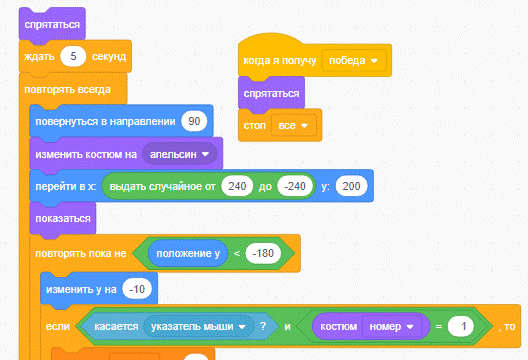 спрятаться
ждать 5 секунд
повторять всегда
повернуться в направлении 90
изменить костюм на апельсин
перейти в x: выдать случайное от 240 до -240 y: 200
показаться
повторять пока не положение y < -180
изменить y на -10
если касается указатель мыши ? и костюм номер = 1 , то
когда я получу победа
спрятаться
стоп все